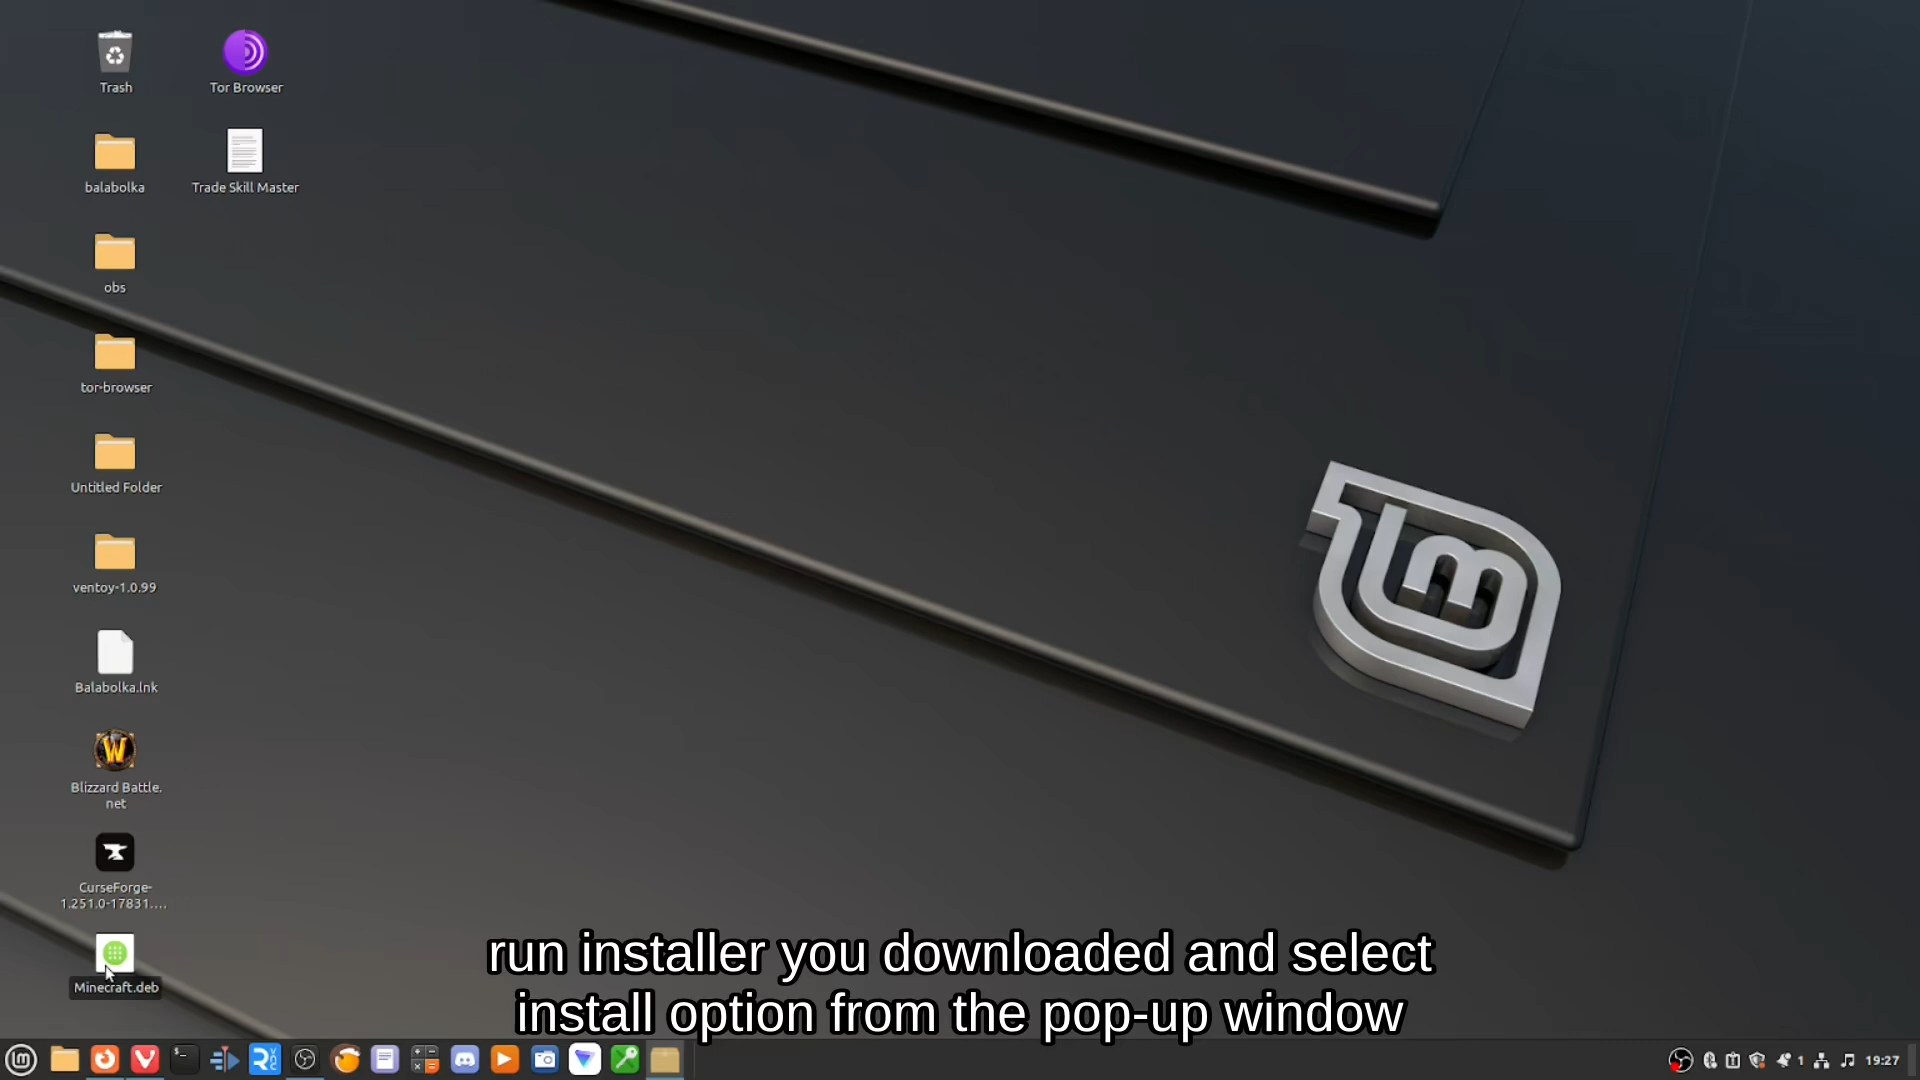 Trash
Tor Browser
balabolka
Trade Skill Master
obs
tor-browser
Untitled Folder
ventoy-1.0.99
Balabolka.lnk
Blizzard Battle.
net
CurseForge-
1.251.0-17831....
Minecraft.deb
run installer you downloaded and select
install option from the pop-up window
1
19:27